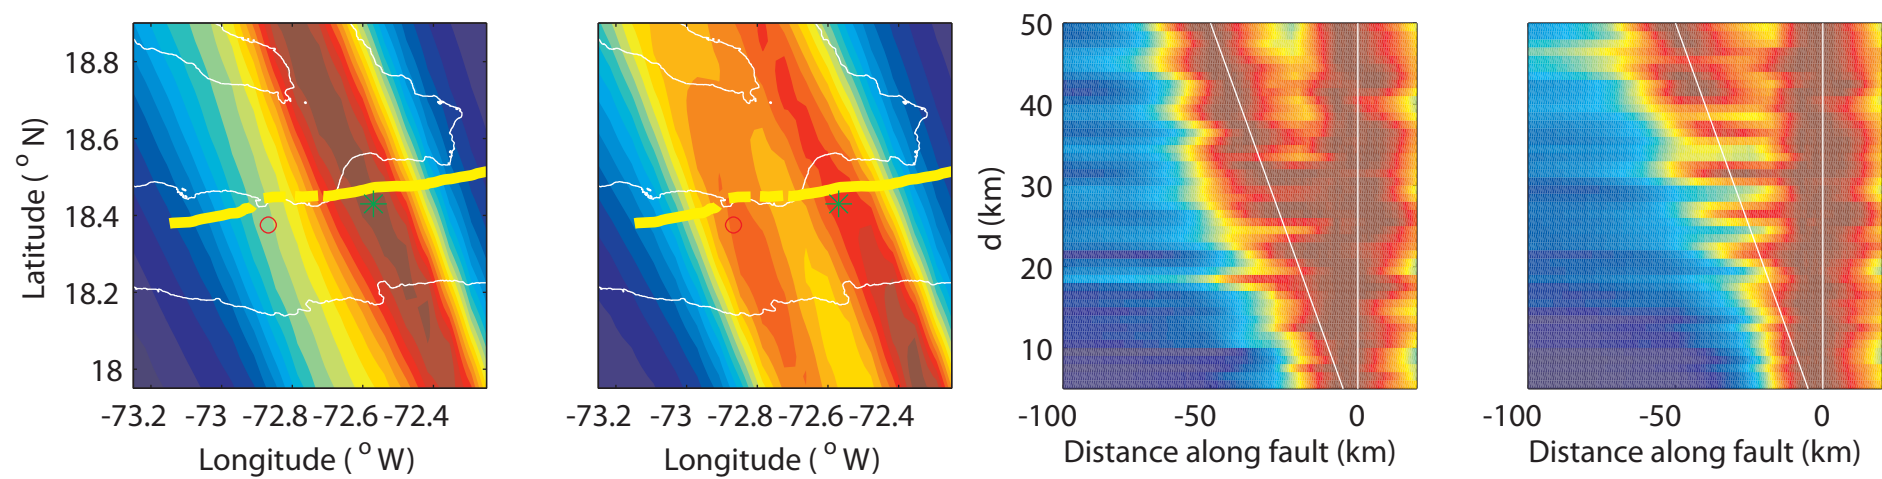 18.8
18.6
18.4
18.2
18
Latitude ( o N)
-73.2 -73 -72.8 -72.6 -72.4
Longitude ( o W)
-73.2 -73 -72.8 -72.6 -72.4
Longitude ( o W)
50
40
30
20
10
d (km)
-100 -50 0
Distance along fault (km)
-100 -50 0
Distance along fault (km)